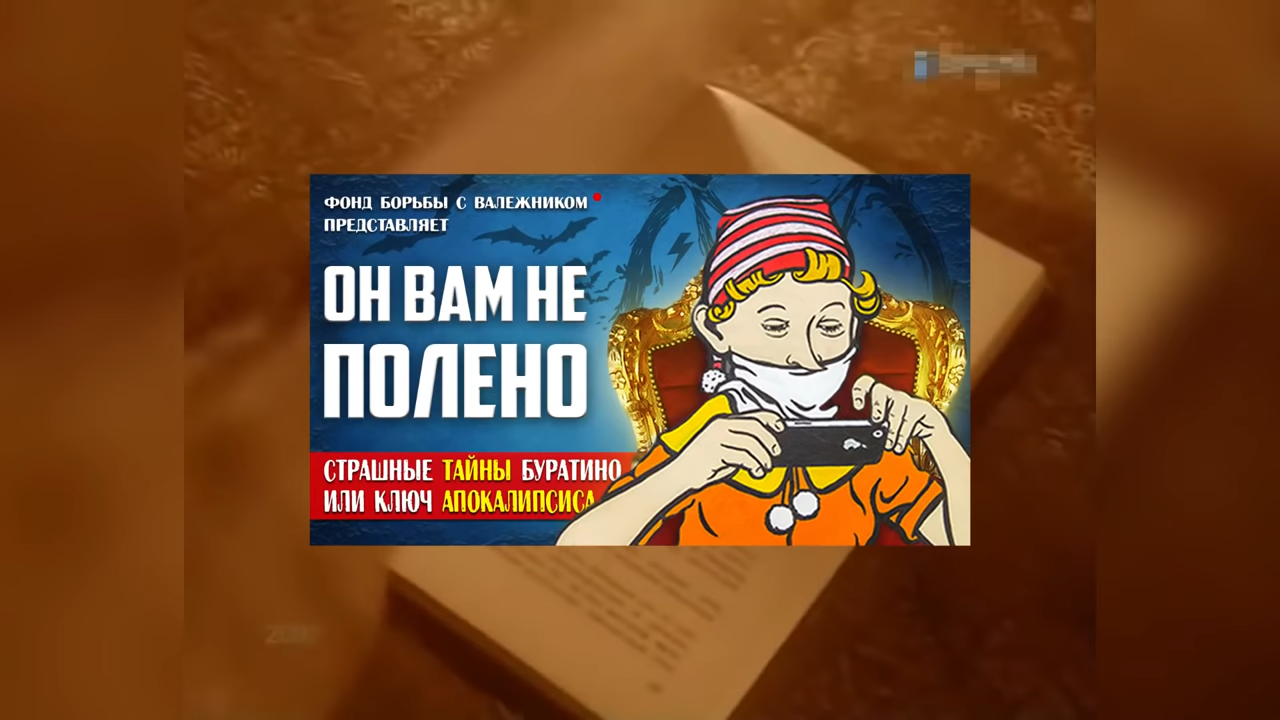 ФОНД БОРЬБЫ С ВАЛЕЖНИКОМ
ПРЕДСТАВЛЯЕТ
ОН ВАМ НЕ
ПОЛЕНО
СТРАШНЫЕ ТАЙНЫ БУРАТИНО
ИЛИ КЛЮЧ АПОКАЛИПСИСА